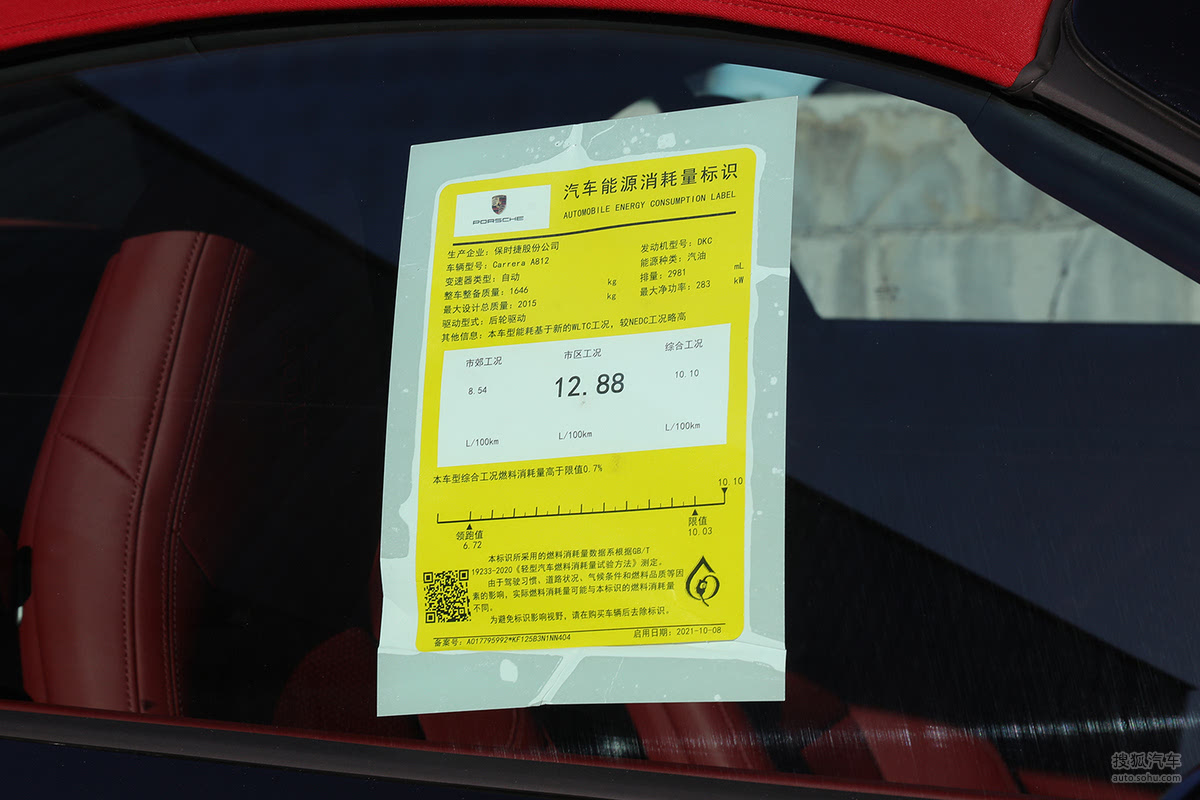 PORSCHE
汽车能源消耗量标识
AUTOMOBILE ENERGY CONSUMPTION LABEL
生产企业：保时捷股份公司
车辆型号：Carrera A812
变速器类型：自动
整车整备质量：1646 kg
最大设计总质量：2015 kg
驱动型式：后轮驱动
发动机型号：DKC
能源种类：汽油
排量：2981 mL
最大净功率：283 kW
其他信息：本车型能耗基于新的WLTC工况，较NEDC工况略高
市郊工况 市区工况 综合工况
8.54 12.88 10.10
L/100km L/100km L/100km
本车型综合工况燃料消耗量高于限值0.7%
10.10
领跑值 限值
6.72 10.03
本标识所采用的燃料消耗量数据系根据GB/T
19233-2020《轻型汽车燃料消耗量试验方法》测定。
由于驾驶习惯、道路状况、气候条件和燃料品质等因
素的影响，实际燃料消耗量可能与本标识的燃料消耗量
不同。
为避免标识影响视野，请在购买车辆后去除标识。
备案号：A017795992*KF125B3N1NN404 启用日期：2021-10-08
搜狐汽车
auto.sohu.com